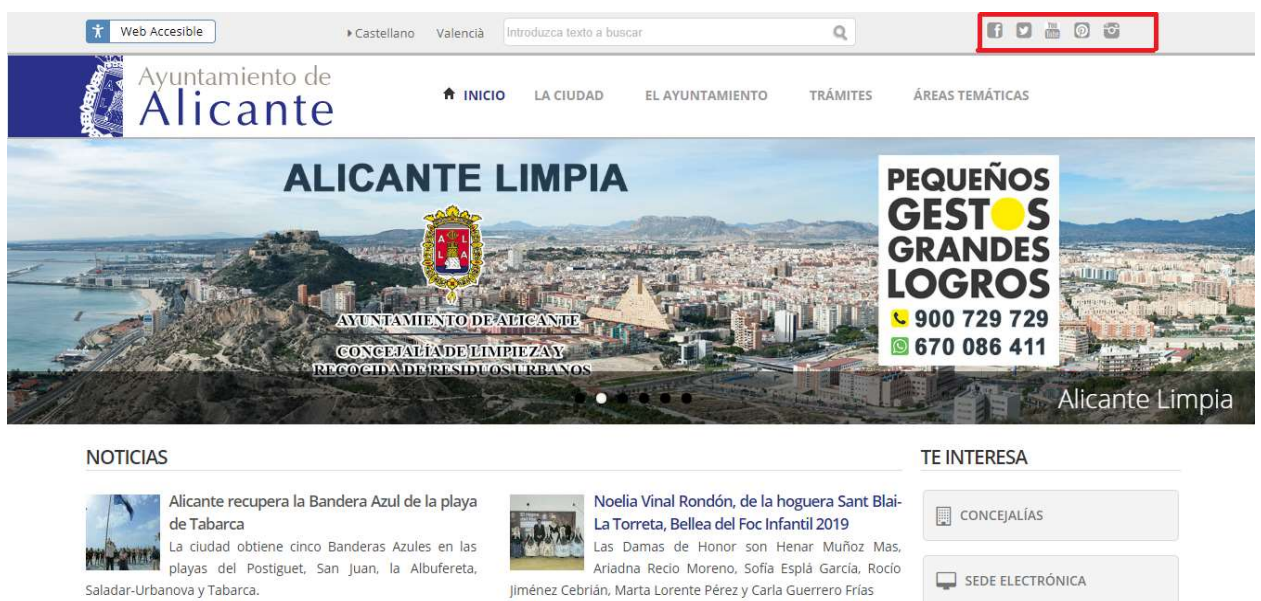 Web Accesible
Castellano Valencià Introduzca texto a buscar
You
Tube
Ayuntamiento de
Alicante
INICIO LA CIUDAD EL AYUNTAMIENTO TRÁMITES ÁREAS TEMÁTICAS
ALICANTE LIMPIA
A L
L A
AYUNTAMIENTO DE ALICANTE
CONCEJALÍA DE LIMPIEZA Y
RECOGIDA DE RESIDUOS URBANOS
PEQUEÑOS
GESTOS
GRANDES
LOGROS
900 729 729
670 086 411
Alicante Limpia
NOTICIAS
Alicante recupera la Bandera Azul de la playa
de Tabarca
La ciudad obtiene cinco Banderas Azules en las
playas del Postiguet, San Juan, la Albufereta,
Saladar-Urbanova y Tabarca.
Noelia Vinal Rondón, de la hoguera Sant Blai-
La Torreta, Bellea del Foc Infantil 2019
Las Damas de Honor son Henar Muñoz Mas,
Ariadna Recio Moreno, Sofía Esplá García, Rocío
Jiménez Cebrián, Marta Lorente Pérez y Carla Guerrero Frías
TE INTERESA
CONCEJALÍAS
SEDE ELECTRÓNICA